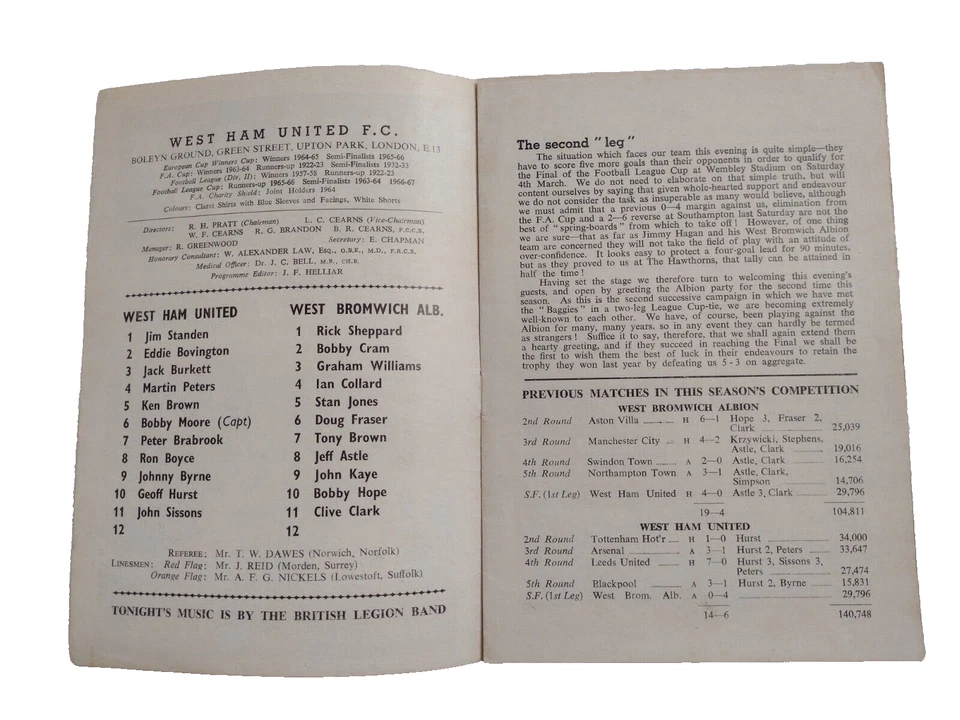 WEST HAM UNITED F.C.
BOLEYN GROUND, GREEN STREET, UPTON PARK, LONDON, E.13
European Cup Winners Cup: Winners 1964-65 Semi-Finalists 1965-66
F.A. Cup: Winners 1963-64 Runners-up 1922-23 Semi-Finalists 1932-33
Football League (Div. II): Winners 1957-58 Runners-up 1922-23
Football League Cup: Runners-up 1965-66 Semi-Finalists 1963-64 1966-67
F.A. Charity Shield: Joint Holders 1964
Colours: Claret Shirts with Blue Sleeves and Facings, White Shorts
Directors: R. H. PRATT (Chairman) L. C. CEARNS (Vice-Chairman)
W. F. CEARNS R. G. BRANDON B. R. CEARNS, F.C.C.S.
Manager: R. GREENWOOD Secretary: E. CHAPMAN
Honorary Consultant: W. ALEXANDER LAW, Esq., O.B.E., M.D., F.R.C.S.
Medical Officer: Dr. J. C. BELL, M.B., CH.B.
Programme Editor: J. F. HELLIAR
WEST HAM UNITED
1 Jim Standen
2 Eddie Bovington
3 Jack Burkett
4 Martin Peters
5 Ken Brown
6 Bobby Moore (Capt)
7 Peter Brabrook
8 Ron Boyce
9 Johnny Byrne
10 Geoff Hurst
11 John Sissons
12
WEST BROMWICH ALB.
1 Rick Sheppard
2 Bobby Cram
3 Graham Williams
4 Ian Collard
5 Stan Jones
6 Doug Fraser
7 Tony Brown
8 Jeff Astle
9 John Kaye
10 Bobby Hope
11 Clive Clark
12
REFEREE: Mr. T. W. DAWES (Norwich, Norfolk)
LINESMEN: Red Flag: Mr. J. REID (Morden, Surrey)
Orange Flag: Mr. A. F. G. NICKELS (Lowestoft, Suffolk)
TONIGHT'S MUSIC IS BY THE BRITISH LEGION BAND
The second "leg"
The situation which faces our team this evening is quite simple—they
have to score five more goals than their opponents in order to qualify for
the Final of the Football League Cup at Wembley Stadium on Saturday
4th March. We do not need to elaborate on that simple truth, but will
content ourselves by saying that given whole-hearted support and endeavour
we do not consider the task as insuperable as many would believe, although
we must admit that a previous 0—4 margin against us, elimination from
the F.A. Cup and a 2—6 reverse at Southampton last Saturday are not the
best of "spring-boards" from which to take off! However, of one thing
we are sure—that as far as Jimmy Hagan and his West Bromwich Albion
team are concerned they will not take the field of play with an attitude of
over-confidence. It looks easy to protect a four-goal lead for 90 minutes,
but as they proved to us at The Hawthorns, that tally can be attained in
half the time!
Having set the stage we therefore turn to welcoming this evening's
guests, and open by greeting the Albion party for the second time this
season. As this is the second successive campaign in which we have met
the "Baggies" in a two-leg League Cup-tie, we are becoming extremely
well-known to each other. We have, of course, been playing against the
Albion for many, many years, so in any event they can hardly be termed
as strangers! Suffice it to say, therefore, that we shall again extend them
a hearty greeting, and if they succeed in reaching the Final we shall be
the first to wish them the best of luck in their endeavours to retain the
trophy they won last year by defeating us 5-3 on aggregate.
PREVIOUS MATCHES IN THIS SEASON'S COMPETITION
WEST BROMWICH ALBION
2nd Round Aston Villa H 6—1 Hope 3, Fraser 2,
Clark 25,039
3rd Round Manchester City H 4—2 Krzywicki, Stephens,
Astle, Clark 19,016
4th Round Swindon Town A 2—0 Astle, Clark 16,254
5th Round Northampton Town A 3—1 Astle, Clark,
Simpson 14,706
S.F. (1st Leg) West Ham United H 4—0 Astle 3, Clark 29,796
19—4 104,811
WEST HAM UNITED
2nd Round Tottenham Hot'r H 1—0 Hurst 34,000
3rd Round Arsenal A 3—1 Hurst 2, Peters 33,647
4th Round Leeds United H 7—0 Hurst 3, Sissons 3,
Peters 27,474
5th Round Blackpool A 3—1 Hurst 2, Byrne 15,831
S.F. (1st Leg) West Brom. Alb. A 0—4 29,796
14—6 140,748